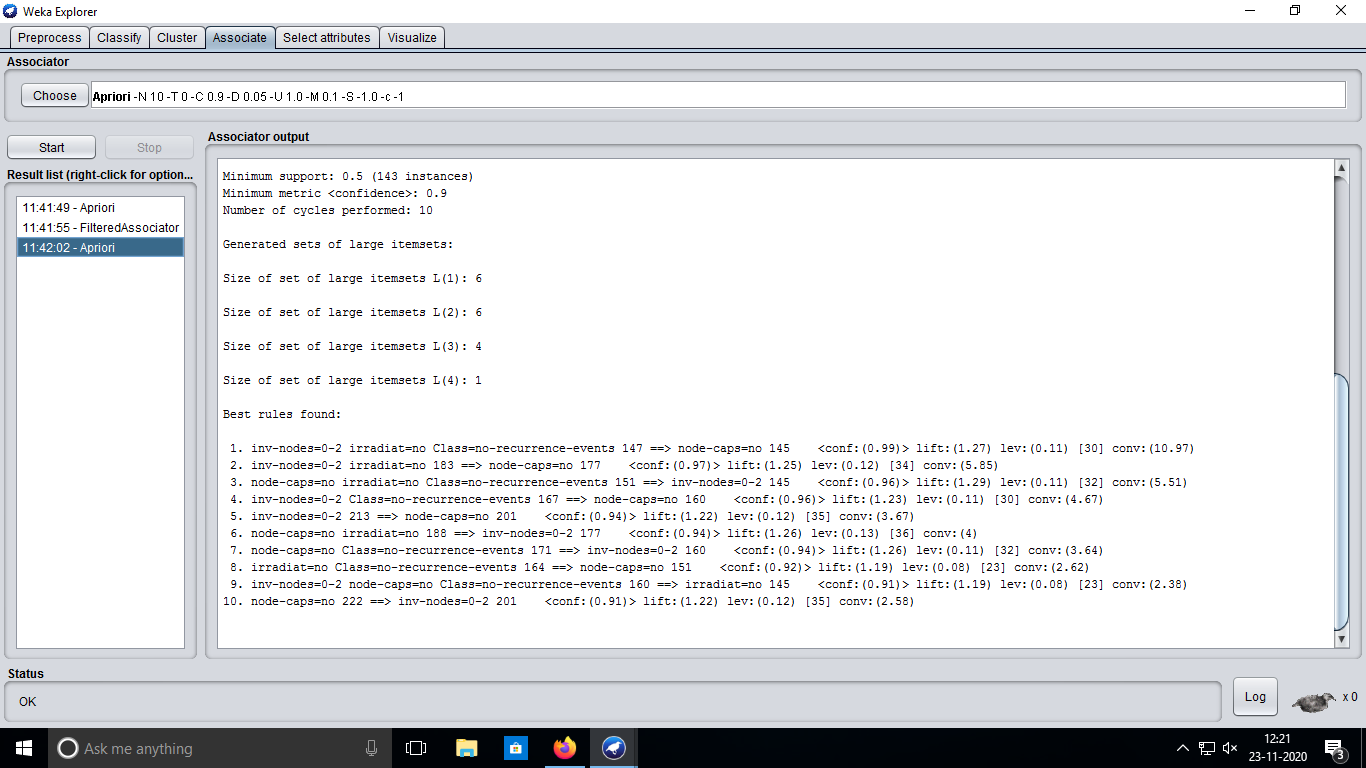 Weka Explorer
Preprocess Classify Cluster Associate Select attributes Visualize
Associator
Choose Apriori -N 10 -T 0 -C 0.9 -D 0.05 -U 1.0 -M 0.1 -S -1.0 -c -1
Start Stop
Result list (right-click for option...
11:41:49 - Apriori
11:41:55 - FilteredAssociator
11:42:02 - Apriori
Associator output
Minimum support: 0.5 (143 instances)
Minimum metric <confidence>: 0.9
Number of cycles performed: 10
Generated sets of large itemsets:
Size of set of large itemsets L(1): 6
Size of set of large itemsets L(2): 6
Size of set of large itemsets L(3): 4
Size of set of large itemsets L(4): 1
Best rules found:
1. inv-nodes=0-2 irradiat=no Class=no-recurrence-events 147 ==> node-caps=no 145 <conf:(0.99)> lift:(1.27) lev:(0.11) [30] conv:(10.97)
2. inv-nodes=0-2 irradiat=no 183 ==> node-caps=no 177 <conf:(0.97)> lift:(1.25) lev:(0.12) [34] conv:(5.85)
3. node-caps=no irradiat=no Class=no-recurrence-events 151 ==> inv-nodes=0-2 145 <conf:(0.96)> lift:(1.29) lev:(0.11) [32] conv:(5.51)
4. inv-nodes=0-2 Class=no-recurrence-events 167 ==> node-caps=no 160 <conf:(0.96)> lift:(1.23) lev:(0.11) [30] conv:(4.67)
5. inv-nodes=0-2 213 ==> node-caps=no 201 <conf:(0.94)> lift:(1.22) lev:(0.12) [35] conv:(3.67)
6. node-caps=no irradiat=no 188 ==> inv-nodes=0-2 177 <conf:(0.94)> lift:(1.26) lev:(0.13) [36] conv:(4)
7. node-caps=no Class=no-recurrence-events 171 ==> inv-nodes=0-2 160 <conf:(0.94)> lift:(1.26) lev:(0.11) [32] conv:(3.64)
8. irradiat=no Class=no-recurrence-events 164 ==> node-caps=no 151 <conf:(0.92)> lift:(1.19) lev:(0.08) [23] conv:(2.62)
9. inv-nodes=0-2 node-caps=no Class=no-recurrence-events 160 ==> irradiat=no 145 <conf:(0.91)> lift:(1.19) lev:(0.08) [23] conv:(2.38)
10. node-caps=no 222 ==> inv-nodes=0-2 201 <conf:(0.91)> lift:(1.22) lev:(0.12) [35] conv:(2.58)
Status
OK
Log x 0
Ask me anything
12:21
23-11-2020
3